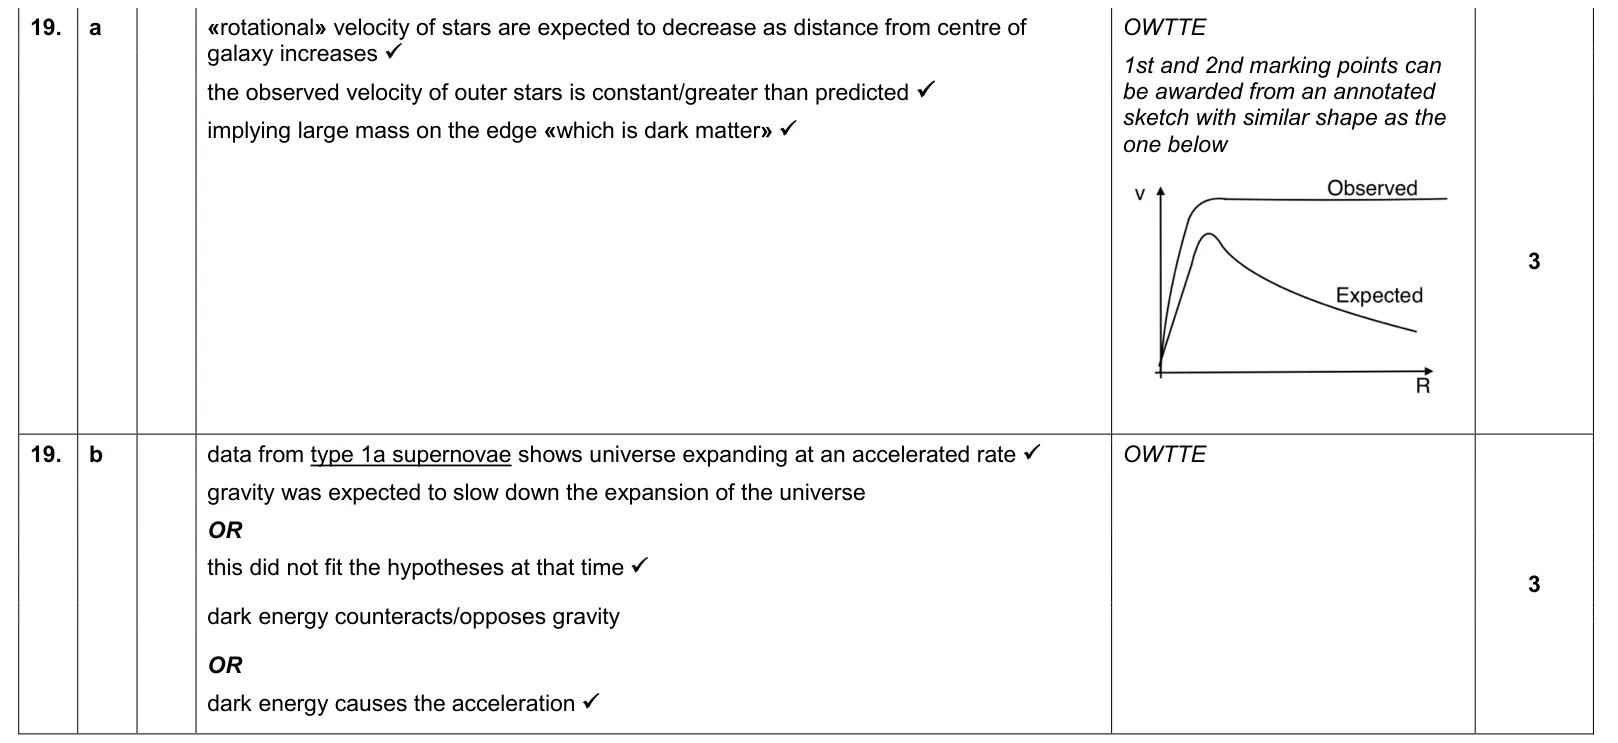 19. a «rotational» velocity of stars are expected to decrease as distance from centre of
galaxy increases ✓
the observed velocity of outer stars is constant/greater than predicted ✓
implying large mass on the edge «which is dark matter» ✓
OWTTE
1st and 2nd marking points can
be awarded from an annotated
sketch with similar shape as the
one below
v
Observed
Expected
R
3
19. b data from type 1a supernovae shows universe expanding at an accelerated rate ✓
gravity was expected to slow down the expansion of the universe
OR
this did not fit the hypotheses at that time ✓
dark energy counteracts/opposes gravity
OR
dark energy causes the acceleration ✓
OWTTE
3